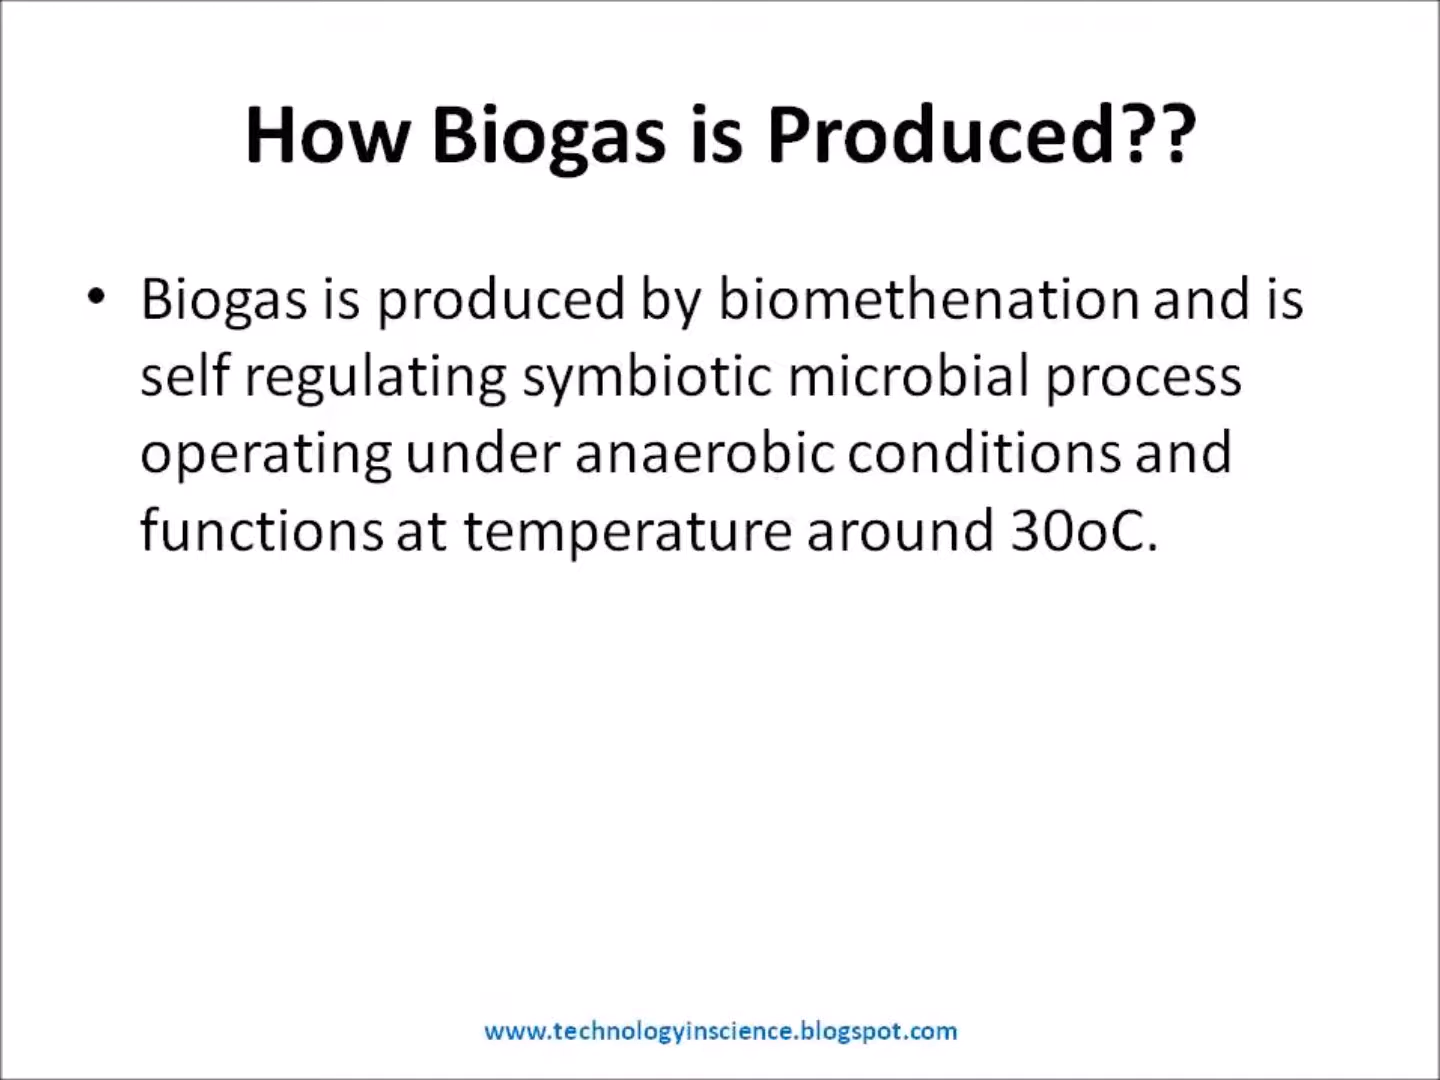 How Biogas is Produced??
• Biogas is produced by biomethenation and is
self regulating symbiotic microbial process
operating under anaerobic conditions and
functions at temperature around 30oC.
www.technologyinscience.blogspot.com